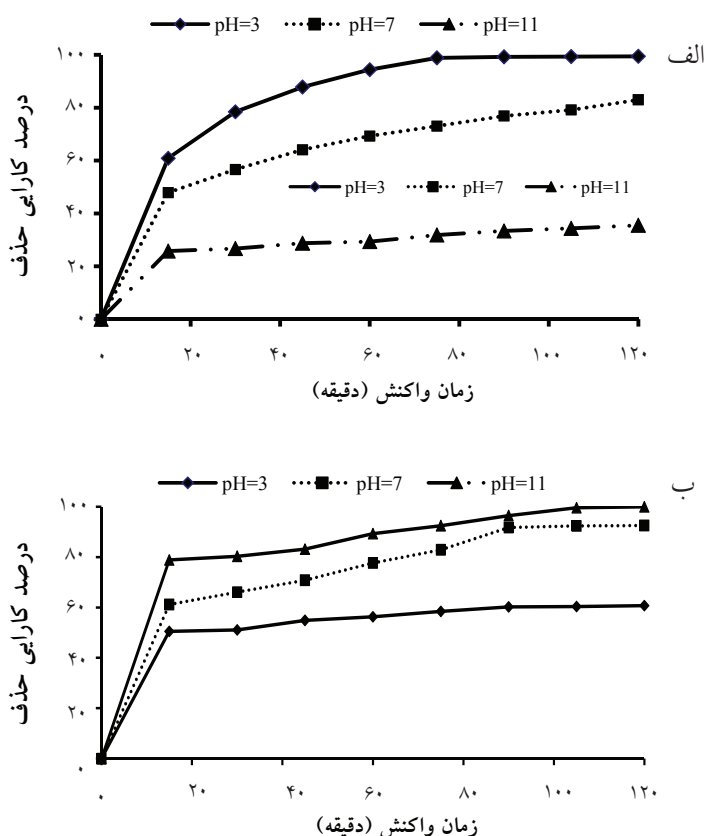 pH=3 pH=7 pH=11
الف
۱۰۰
۸۰
۶۰
۴۰
۲۰
۰
درصد کارایی حذف
pH=3 pH=7 pH=11
۰ ۲۰ ۴۰ ۶۰ ۸۰ ۱۰۰ ۱۲۰
زمان واکنش (دقیقه)
pH=3 pH=7 pH=11
ب
۱۰۰
۸۰
۶۰
۴۰
۲۰
۰
درصد کارایی حذف
۰ ۲۰ ۴۰ ۶۰ ۸۰ ۱۰۰ ۱۲۰
زمان واکنش (دقیقه)